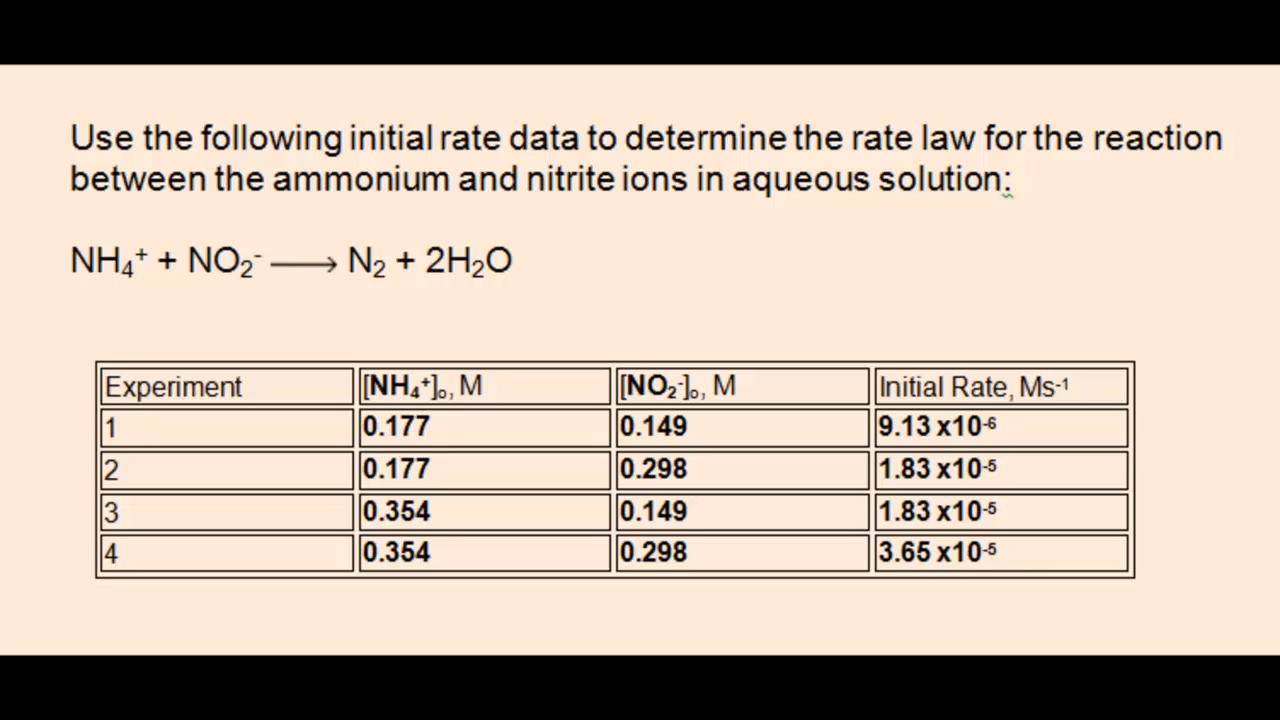 Use the following initial rate data to determine the rate law for the reaction
between the ammonium and nitrite ions in aqueous solution:
NH₄⁺ + NO₂⁻ ⟶ N₂ + 2H₂O
Experiment [NH₄⁺]₀, M [NO₂⁻]₀, M Initial Rate, Ms⁻¹
1 0.177 0.149 9.13 x10⁻⁶
2 0.177 0.298 1.83 x10⁻⁵
3 0.354 0.149 1.83 x10⁻⁵
4 0.354 0.298 3.65 x10⁻⁵